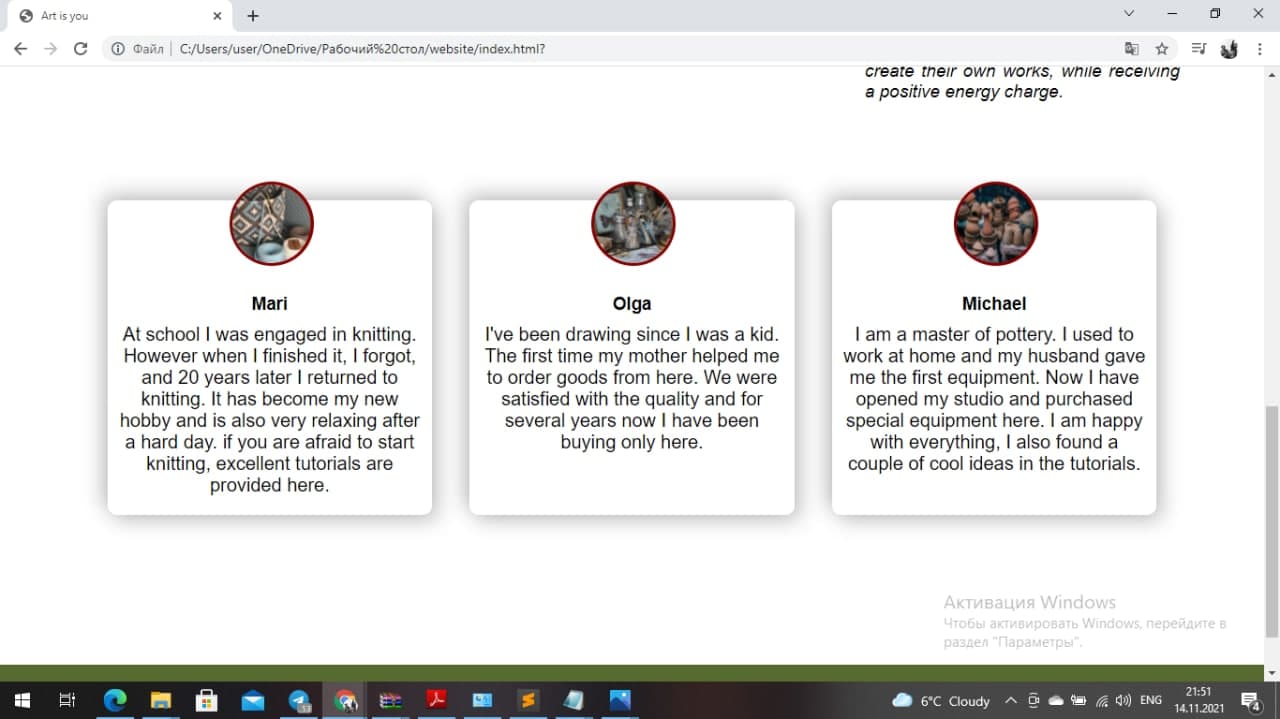 Art is you
Файл
C:/Users/user/OneDrive/Рабочий%20стол/website/index.html?
create their own works, while receiving
a positive energy charge.
Mari
At school I was engaged in knitting.
However when I finished it, I forgot,
and 20 years later I returned to
knitting. It has become my new
hobby and is also very relaxing after
a hard day. if you are afraid to start
knitting, excellent tutorials are
provided here.
Olga
I've been drawing since I was a kid.
The first time my mother helped me
to order goods from here. We were
satisfied with the quality and for
several years now I have been
buying only here.
Michael
I am a master of pottery. I used to
work at home and my husband gave
me the first equipment. Now I have
opened my studio and purchased
special equipment here. I am happy
with everything, I also found a
couple of cool ideas in the tutorials.
Активация Windows
Чтобы активировать Windows, перейдите в
раздел "Параметры".
6°C Cloudy
ENG
21:51
14.11.2021
4